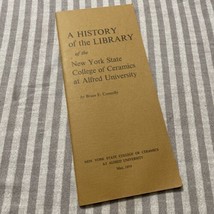 A HISTORY
of the LIBRARY
of the
New York State
College of Ceramics
at Alfred University
by
NEW YORK STATE COLLEGE OF CERAMICS
AT ALFRED UNIVERSITY